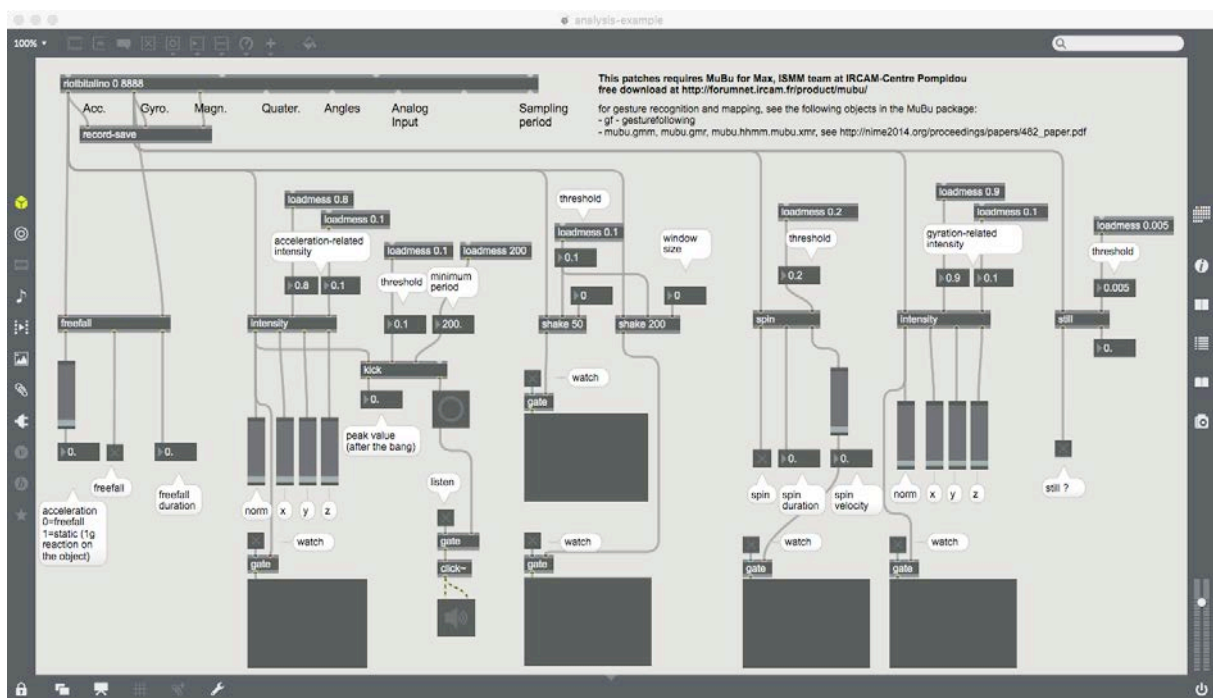 analysis-example
100%
riotbitalino 0 8888
This patches requires MuBu for Max, ISMM team at IRCAM-Centre Pompidou
free download at http://forumnet.ircam.fr/product/mubu/
for gesture recognition and mapping, see the following objects in the MuBu package:
- gf - gesturefollowing
- mubu.gmm, mubu.gmr, mubu.hhmm.mubu.xmr, see http://nime2014.org/proceedings/papers/482_paper.pdf
Acc.
Gyro.
Magn.
Quater.
Angles
Analog
Input
Sampling
period
record-save
loadmess 0.8
loadmess 0.1
acceleration-related
intensity
0.8
0.1
loadmess 0.1
loadmess 200
threshold
minimum
period
0.1
200.
threshold
loadmess 0.1
0.1
window
size
0
0
loadmess 0.2
threshold
0.2
loadmess 0.9
loadmess 0.1
gyration-related
intensity
0.9
0.1
loadmess 0.005
threshold
0.005
freefall
intensity
shake 50
shake 200
spin
intensity
still
0.
kick
0.
peak value
(after the bang)
watch
gate
0.
freefall
0.
freefall
duration
acceleration
0=freefall
1=static (1g
reaction on
the object)
norm
x
y
z
watch
gate
listen
gate
click~
watch
gate
0.
0.
spin
spin
duration
spin
velocity
watch
gate
norm
x
y
z
watch
gate
still ?